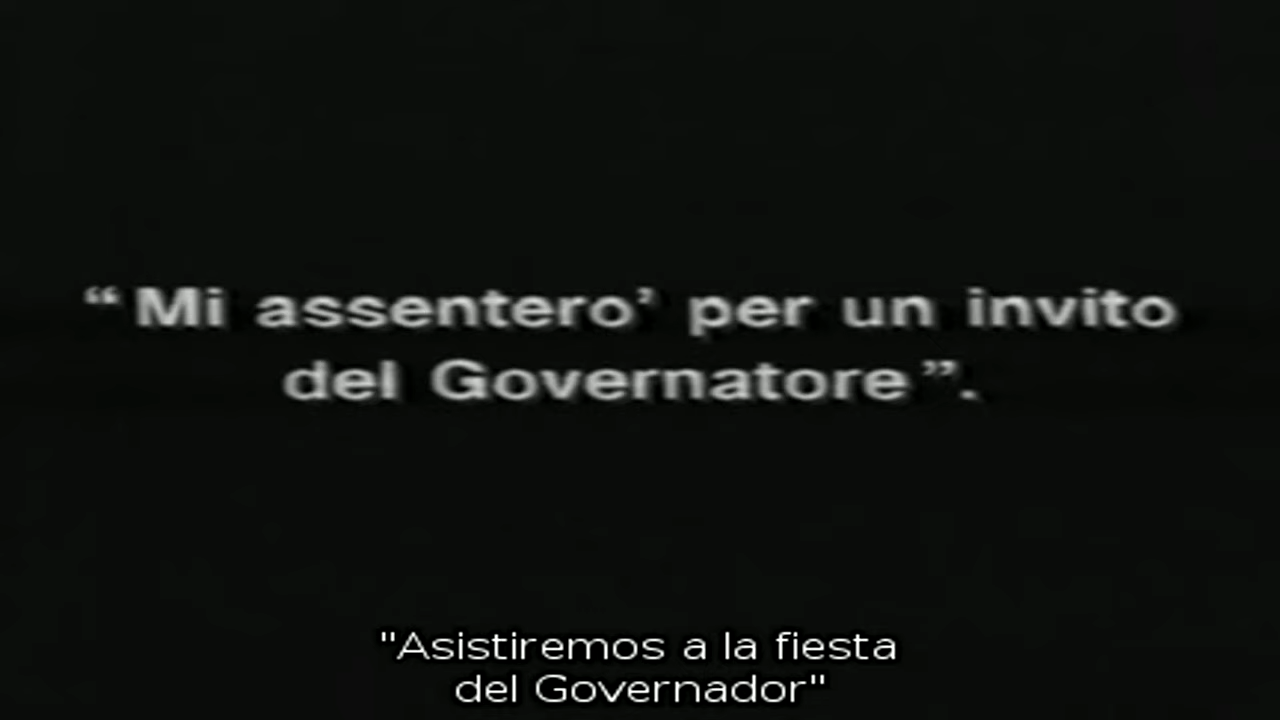 “Mi assentero’ per un invito
del Governatore”.
"Asistiremos a la fiesta
del Governador"